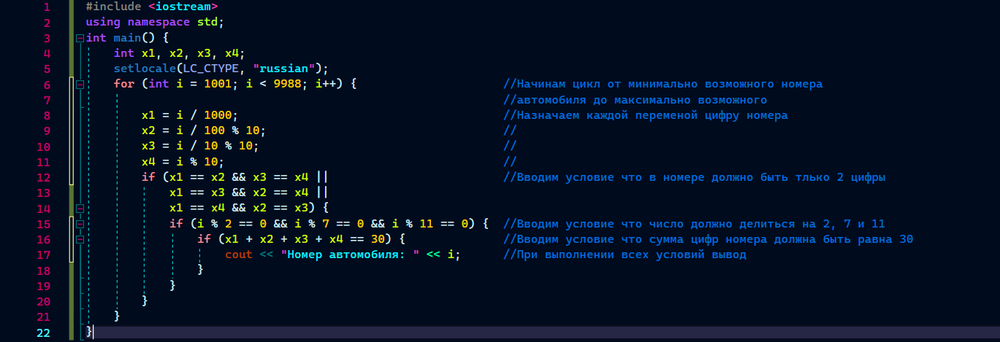 1 #include <iostream>
2 using namespace std;
3 int main() {
4 int x1, x2, x3, x4;
5 setlocale(LC_CTYPE, "russian");
6 for (int i = 1001; i < 9988; i++) { //Начинам цикл от минимально возможного номера
7 //автомобиля до максимально возможного
8 x1 = i / 1000; //Назначаем каждой переменой цифру номера
9 x2 = i / 100 % 10; //
10 x3 = i / 10 % 10; //
11 x4 = i % 10; //
12 if (x1 == x2 && x3 == x4 || //Вводим условие что в номере должно быть тлько 2 цифры
13 x1 == x3 && x2 == x4 ||
14 x1 == x4 && x2 == x3) {
15 if (i % 2 == 0 && i % 7 == 0 && i % 11 == 0) { //Вводим условие что число должно делиться на 2, 7 и 11
16 if (x1 + x2 + x3 + x4 == 30) { //Вводим условие что сумма цифр номера должна быть равна 30
17 cout << "Номер автомобиля: " << i; //При выполнении всех условий вывод
18 }
19 }
20 }
21 }
22 }